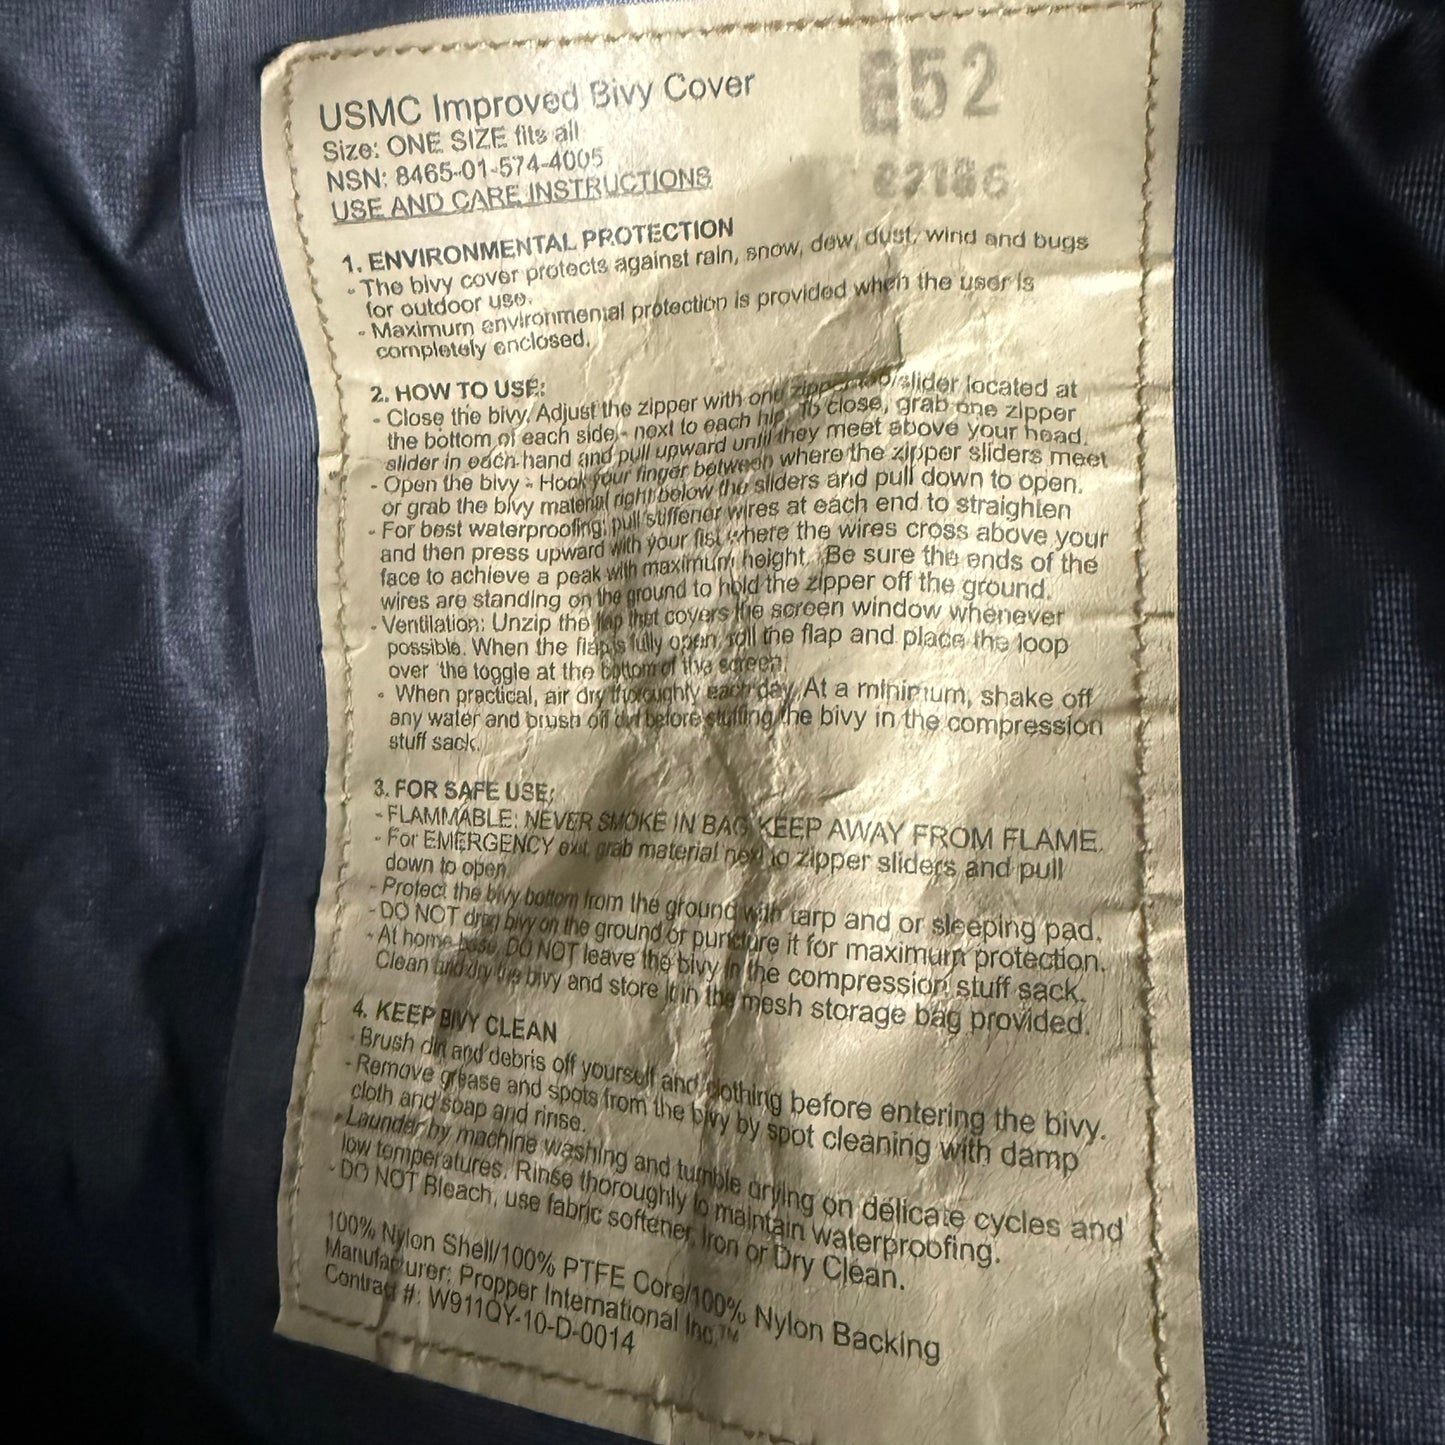 USMC Improved Bivy Cover
52
Size: ONE SIZE fits all
NSN: 8465-01-574-4005
USE AND CARE INSTRUCTIONS
1. ENVIRONMENTAL PROTECTION
- The bivy cover protects against rain, snow, dew, dust, wind and bugs
for outdoor use.
- Maximum environmental protection is provided when the user is
completely enclosed.
2. HOW TO USE:
- Close the bivy. Adjust the zipper with one zipper top/slider located at
the bottom of each side - next to each hip. To close, grab one zipper
slider in each hand and pull upward until they meet above your head.
- Open the bivy - Hook your finger between where the zipper sliders meet
or grab the bivy material right below the sliders and pull down to open.
- For best waterproofing; pull stiffener wires at each end to straighten
and then press upward with your fist where the wires cross above your
face to achieve a peak with maximum height. Be sure the ends of the
wires are standing on the ground to hold the zipper off the ground.
- Ventilation: Unzip the flap that covers the screen window whenever
possible. When the flap is fully open, roll the flap and place the loop
over the toggle at the bottom of the screen.
- When practical, air dry thoroughly each day. At a minimum, shake off
any water and brush off dirt before stuffing the bivy in the compression
stuff sack.
3. FOR SAFE USE:
- FLAMMABLE: NEVER SMOKE IN BAG KEEP AWAY FROM FLAME.
- For EMERGENCY exit, grab material next to zipper sliders and pull
down to open.
- Protect the bivy bottom from the ground with tarp and or sleeping pad.
- DO NOT drag bivy on the ground or puncture it for maximum protection.
- At home base, DO NOT leave the bivy in the compression stuff sack.
Clean and dry the bivy and store it in the mesh storage bag provided.
4. KEEP BIVY CLEAN
- Brush dirt and debris off yourself and clothing before entering the bivy.
- Remove grease and spots from the bivy by spot cleaning with damp
cloth and soap and rinse.
- Launder by machine washing and tumble drying on delicate cycles and
low temperatures. Rinse thoroughly to maintain waterproofing.
- DO NOT Bleach, use fabric softener, Iron or Dry Clean.
100% Nylon Shell/100% PTFE Core/100% Nylon Backing
Manufacturer: Propper International Inc.™
Contract #: W911QY-10-D-0014